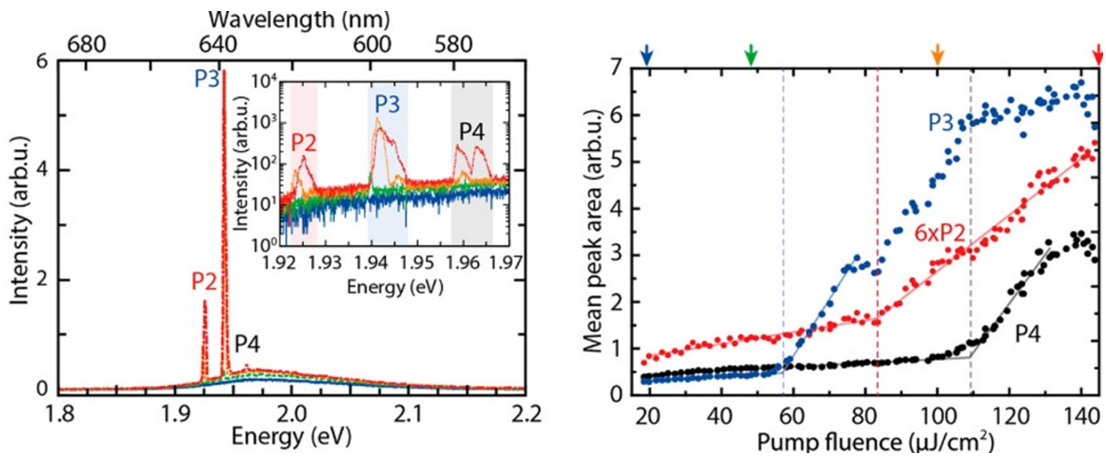 Wavelength (nm)
680 640 600 580
Intensity (arb.u.)
6
4
2
0
P3
P2
P4
1.8 1.9 2.0 2.1 2.2
Energy (eV)
Intensity (arb.u.)
10⁴
10³
10²
10¹
10⁰
P2
P3
P4
1.92 1.93 1.94 1.95 1.96 1.97
Energy (eV)
Mean peak area (arb.u.)
7
6
5
4
3
2
1
0
P3
6xP2
P4
20 40 60 80 100 120 140
Pump fluence (μJ/cm²)